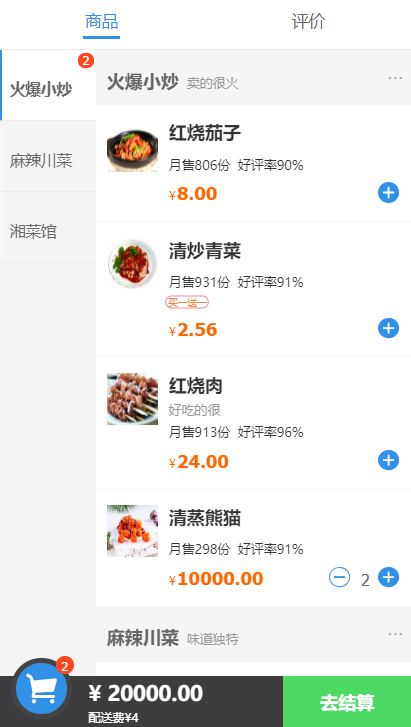 商品 评价
2
火爆小炒
麻辣川菜
湘菜馆
火爆小炒 卖的很火 ...
红烧茄子
月售806份 好评率90%
¥8.00
清炒青菜
月售931份 好评率91%
买一送一
¥2.56
红烧肉
好吃的很
月售913份 好评率96%
¥24.00
清蒸熊猫
月售298份 好评率91%
¥10000.00 2
麻辣川菜 味道独特 ...
2
¥ 20000.00
配送费¥4
去结算